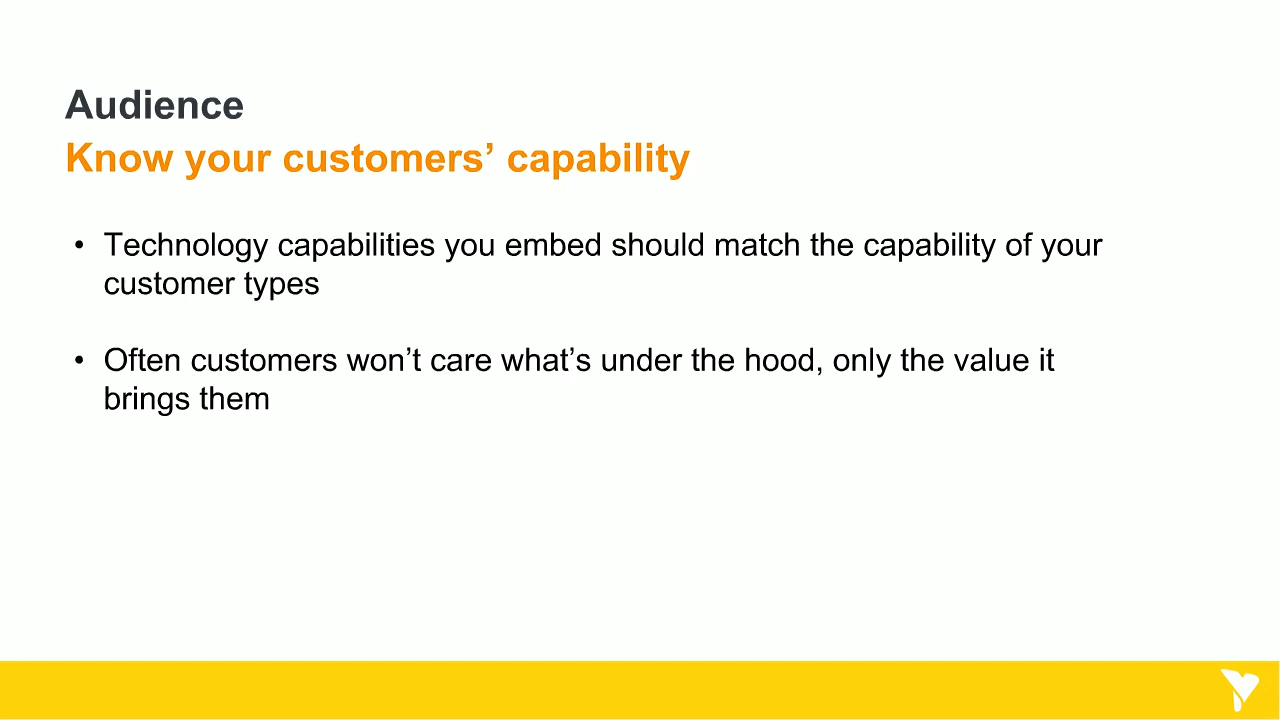 Audience
Know your customers’ capability
• Technology capabilities you embed should match the capability of your
customer types
• Often customers won’t care what’s under the hood, only the value it
brings them